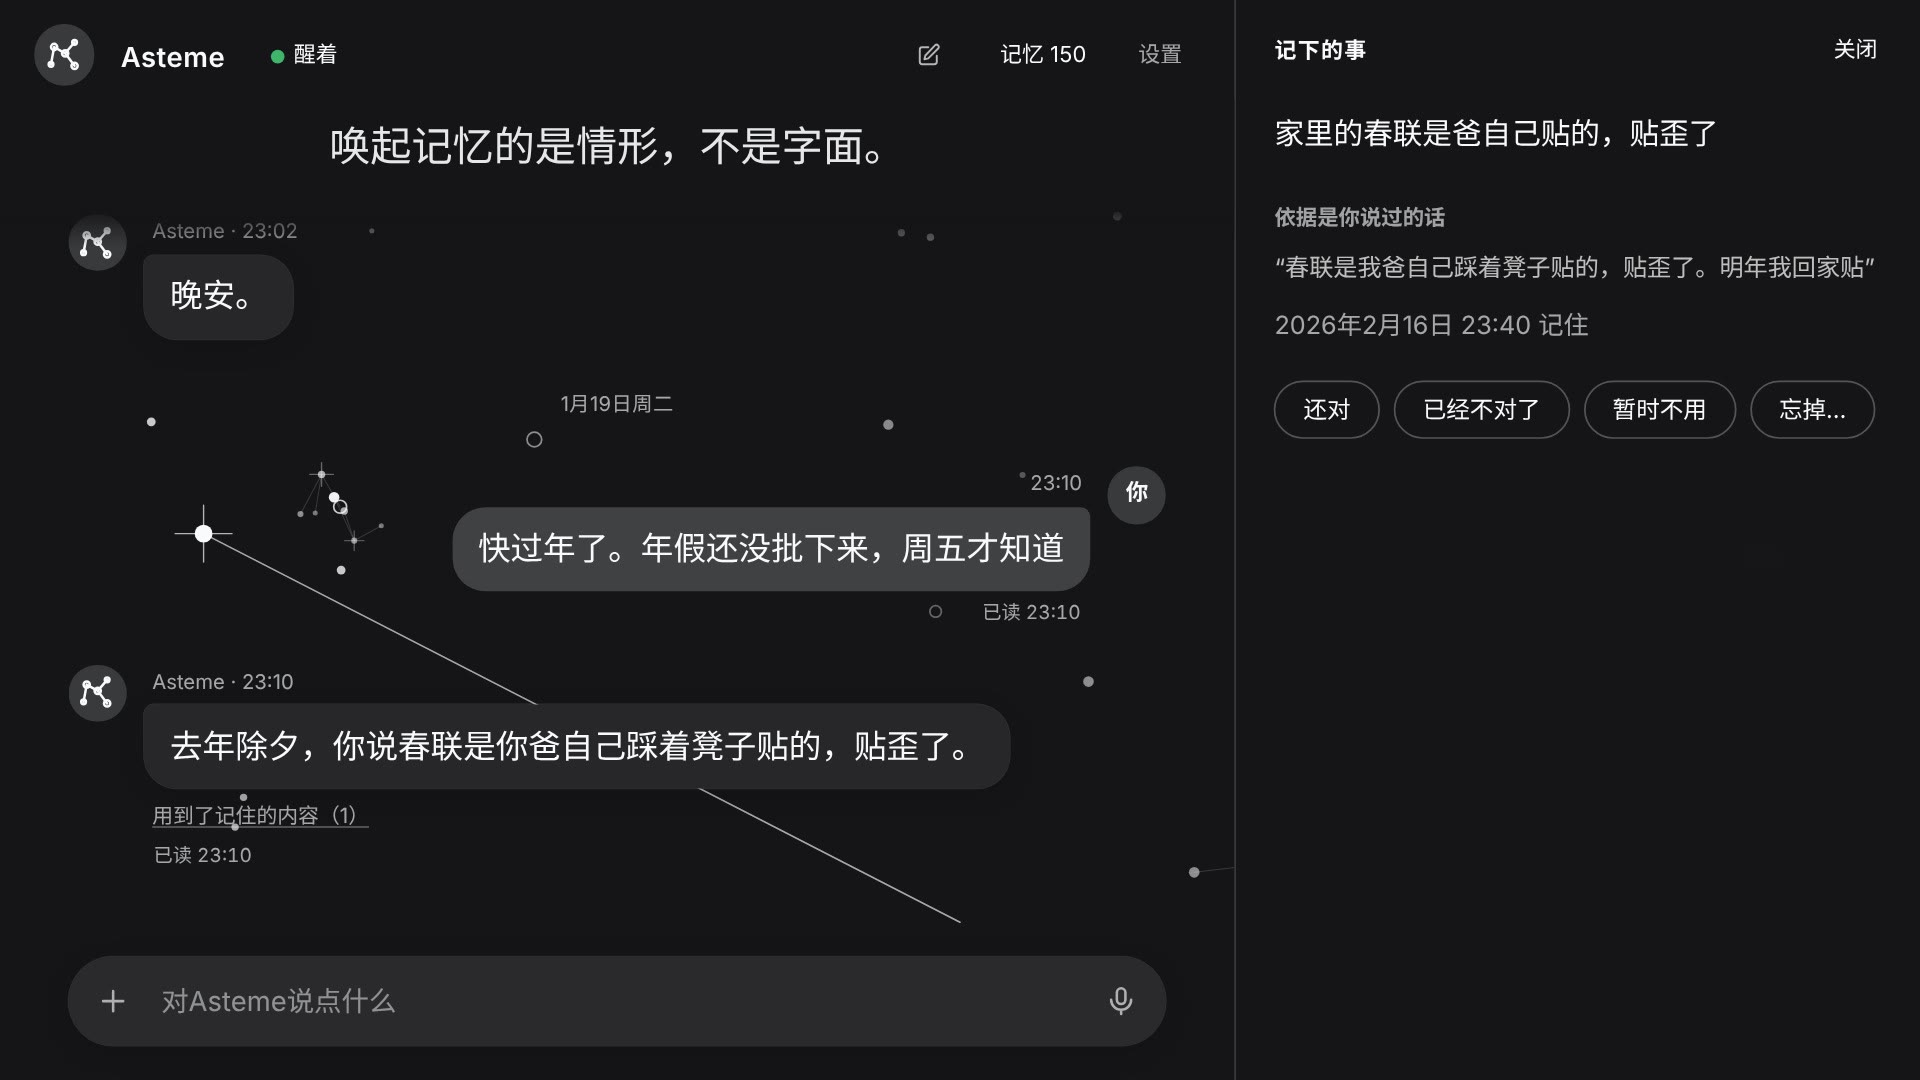 Asteme
醒着
记忆 150
设置
唤起记忆的是情形，不是字面。
Asteme · 23:02
晚安。
1月19日周二
23:10
你
快过年了。年假还没批下来，周五才知道
已读 23:10
Asteme · 23:10
去年除夕，你说春联是你爸自己踩着凳子贴的，贴歪了。
用到了记住的内容（1）
已读 23:10
对Asteme说点什么
记下的事
关闭
家里的春联是爸自己贴的，贴歪了
依据是你说过的话
“春联是我爸自己踩着凳子贴的，贴歪了。明年我回家贴”
2026年2月16日 23:40 记住
还对
已经不对了
暂时不用
忘掉...